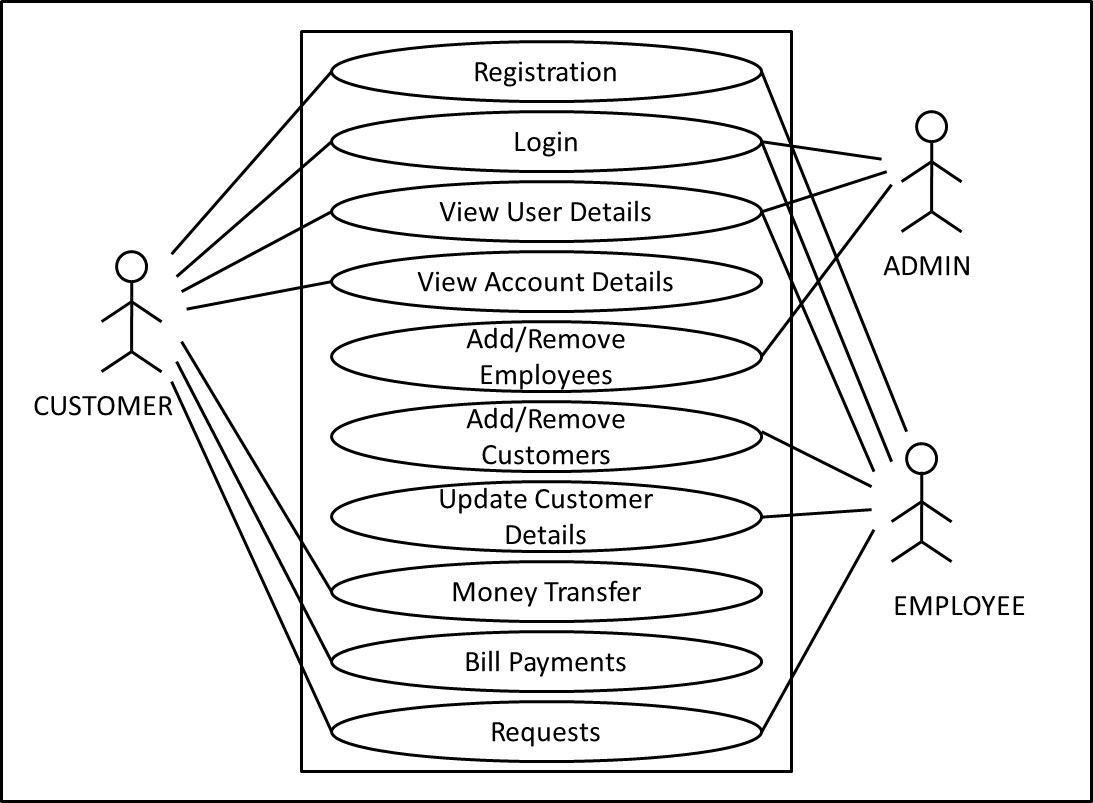 Registration
Login
View User Details
View Account Details
Add/Remove
Employees
Add/Remove
Customers
Update Customer
Details
Money Transfer
Bill Payments
Requests
CUSTOMER
ADMIN
EMPLOYEE